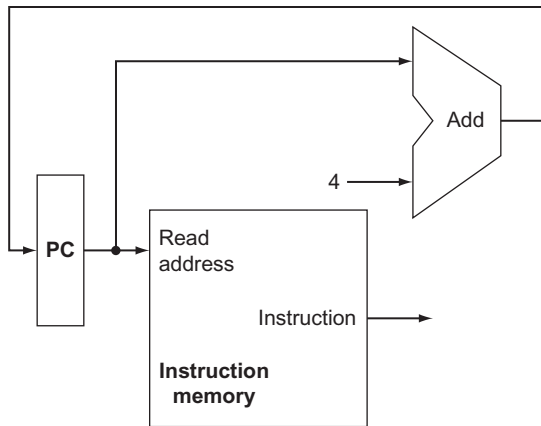 Add
4
PC
Read
address
Instruction
Instruction
memory